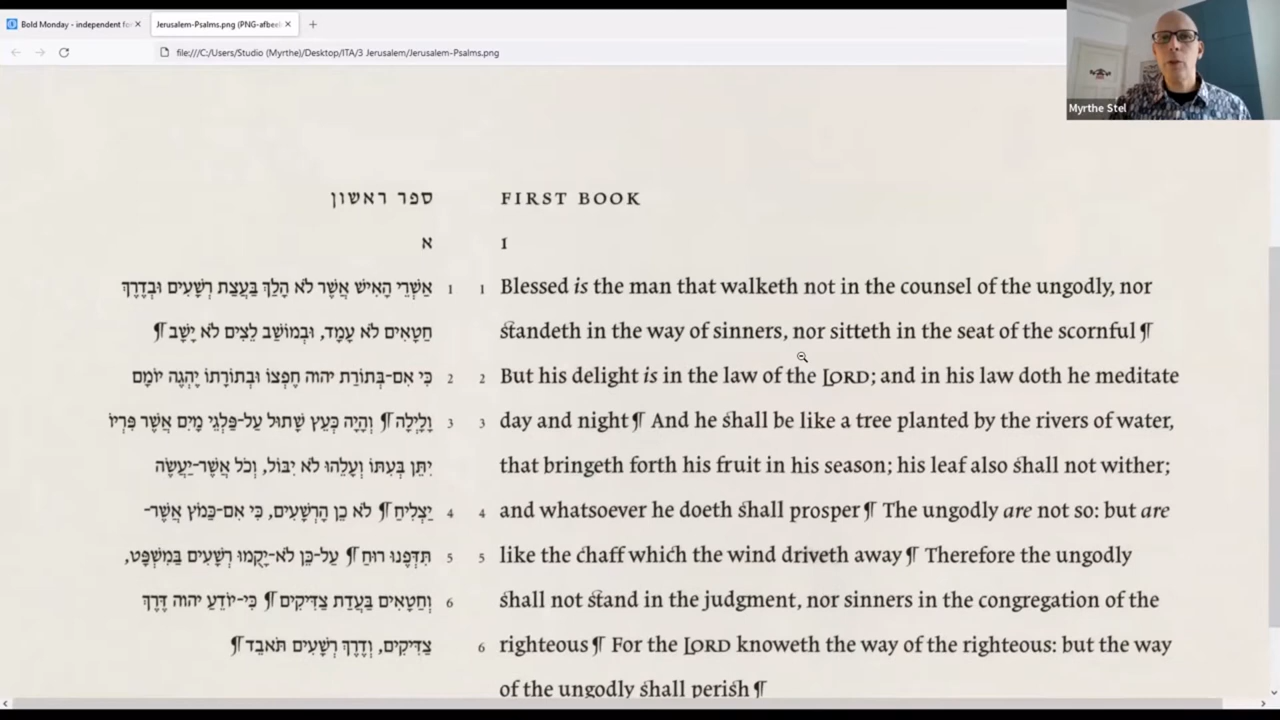 Bold Monday - independent fo
Jerusalem-Psalms.png (PNG-afbeel
file:///C:/Users/Studio (Myrthe)/Desktop/ITA/3 Jerusalem/Jerusalem-Psalms.png
Myrthe Stel
ספר ראשון
א
1 אַשְׁרֵי הָאִישׁ אֲשֶׁר לֹא הָלַךְ בַּעֲצַת רְשָׁעִים וּבְדֶרֶךְ
חַטָּאִים לֹא עָמָד, וּבְמוֹשַׁב לֵצִים לֹא יָשָׁב ¶
2 כִּי אִם-בְּתוֹרַת יהוה חֶפְצוֹ וּבְתוֹרָתוֹ יֶהְגֶּה יוֹמָם
3 וָלָיְלָה ¶ וְהָיָה כְּעֵץ שָׁתוּל עַל-פַּלְגֵי מָיִם אֲשֶׁר פִּרְיוֹ
יִתֵּן בְּעִתּוֹ וְעָלֵהוּ לֹא יִבּוֹל, וְכֹל אֲשֶׁר-יַעֲשֶׂה
4 יַצְלִיחַ ¶ לֹא כֵן הָרְשָׁעִים, כִּי אִם-כַּמֹּץ אֲשֶׁר-
5 תִּדְּפֶנּוּ רוּחַ ¶ עַל-כֵּן לֹא-יָקֻמוּ רְשָׁעִים בַּמִּשְׁפָּט,
6 וְחַטָּאִים בַּעֲדַת צַדִּיקִים ¶ כִּי-יוֹדֵעַ יהוה דֶּרֶךְ
צַדִּיקִים, וְדֶרֶךְ רְשָׁעִים תֹּאבֵד ¶
FIRST BOOK
1
1 Blessed is the man that walketh not in the counsel of the ungodly, nor
standeth in the way of sinners, nor sitteth in the seat of the scornful ¶
2 But his delight is in the law of the LORD; and in his law doth he meditate
3 day and night ¶ And he shall be like a tree planted by the rivers of water,
that bringeth forth his fruit in his season; his leaf also shall not wither;
4 and whatsoever he doeth shall prosper ¶ The ungodly are not so: but are
5 like the chaff which the wind driveth away ¶ Therefore the ungodly
shall not stand in the judgment, nor sinners in the congregation of the
6 righteous ¶ For the LORD knoweth the way of the righteous: but the way
of the ungodly shall perish ¶